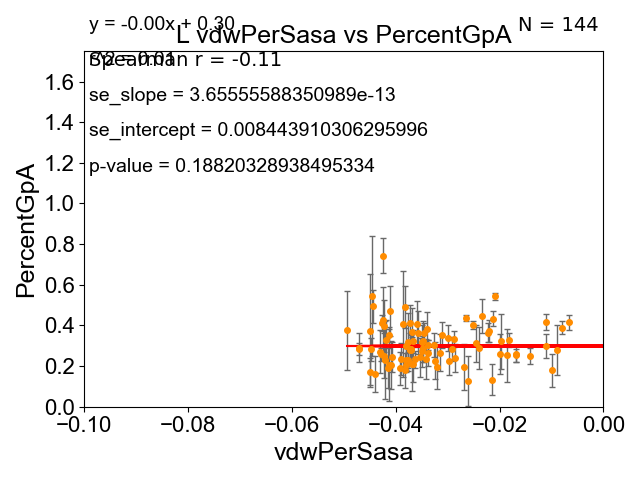 y = -0.00x + 0.30
N = 144
L vdwPerSasa vs PercentGpA
Spearman r = -0.11
se_slope = 3.65555588350989e-13
se_intercept = 0.008443910306295996
p-value = 0.18820328938495334
PercentGpA
1.6
1.4
1.2
1.0
0.8
0.6
0.4
0.2
0.0
−0.10
−0.08
−0.06
−0.04
−0.02
0.00
vdwPerSasa